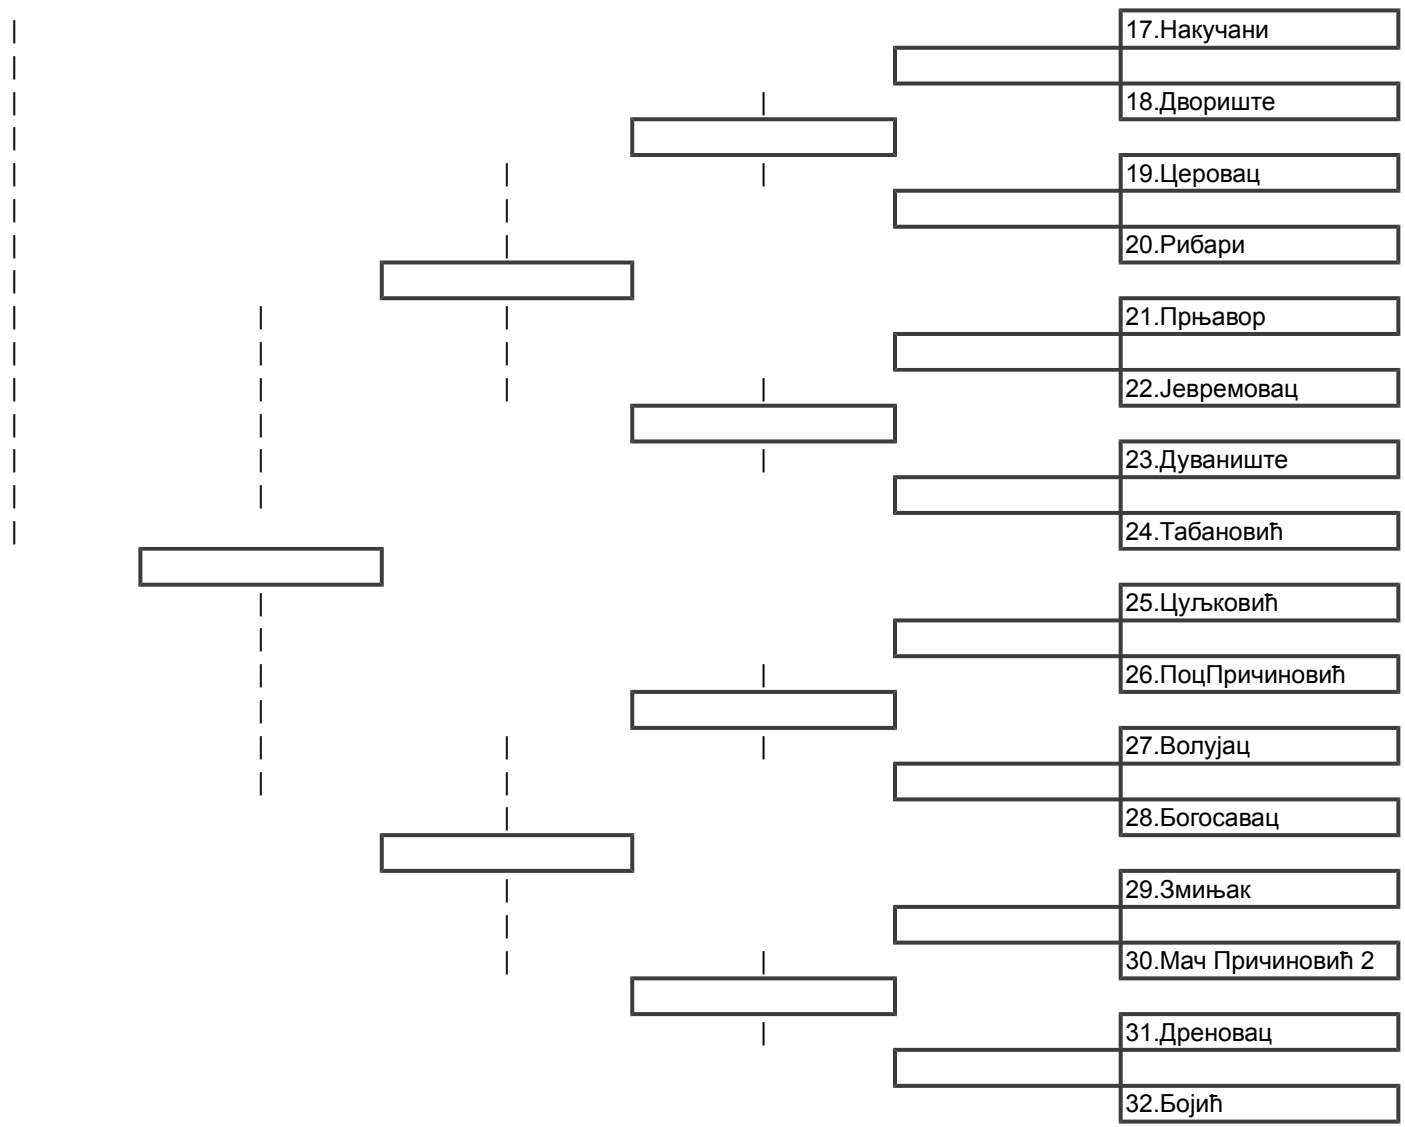 17.Накучани
18.Двориште
19.Церовац
20.Рибари
21.Прњавор
22.Јевремовац
23.Дуваниште
24.Табановић
25.Цуљковић
26.ПоцПричиновић
27.Волујац
28.Богосавац
29.Змињак
30.Мач Причиновић 2
31.Дреновац
32.Бојић